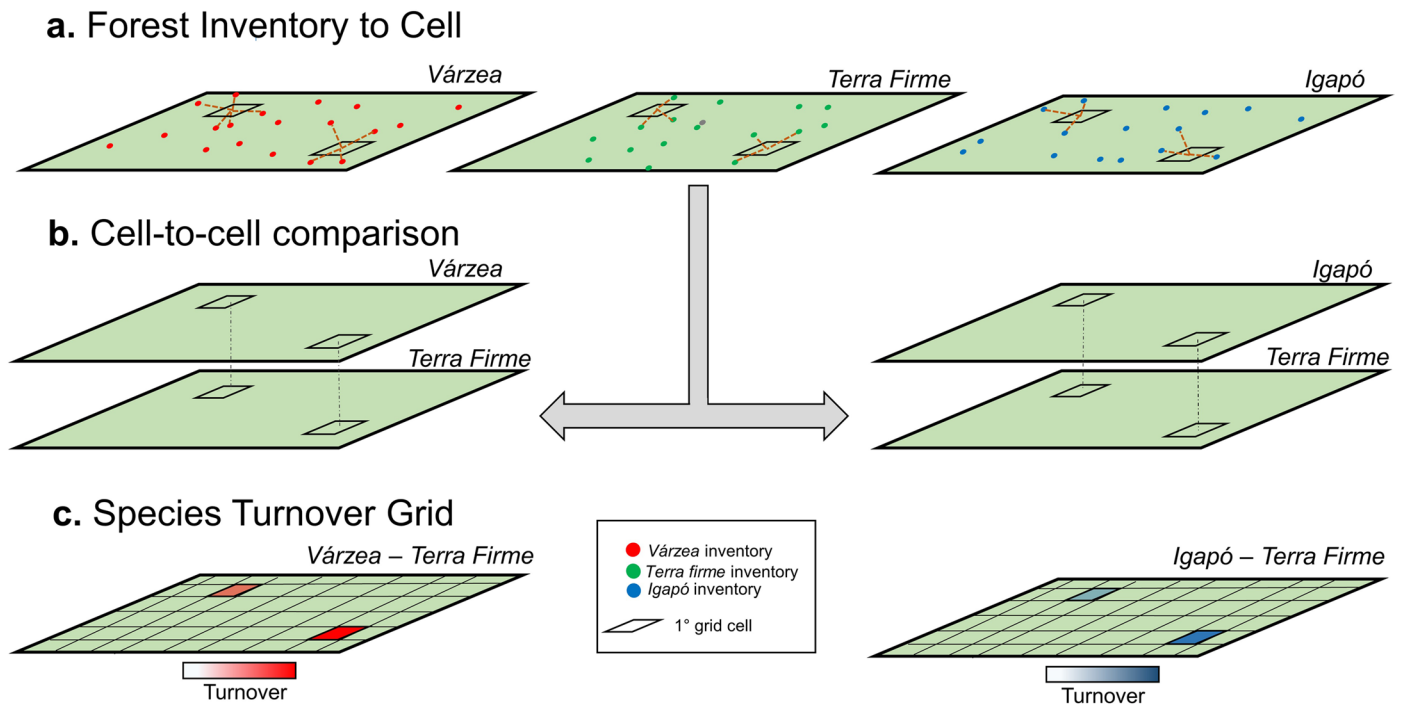 a. Forest Inventory to Cell
Várzea
Terra Firme
Igapó
b. Cell-to-cell comparison
Várzea
Igapó
Terra Firme
Terra Firme
c. Species Turnover Grid
Várzea – Terra Firme
Igapó – Terra Firme
Várzea inventory
Terra firme inventory
Igapó inventory
1° grid cell
Turnover
Turnover